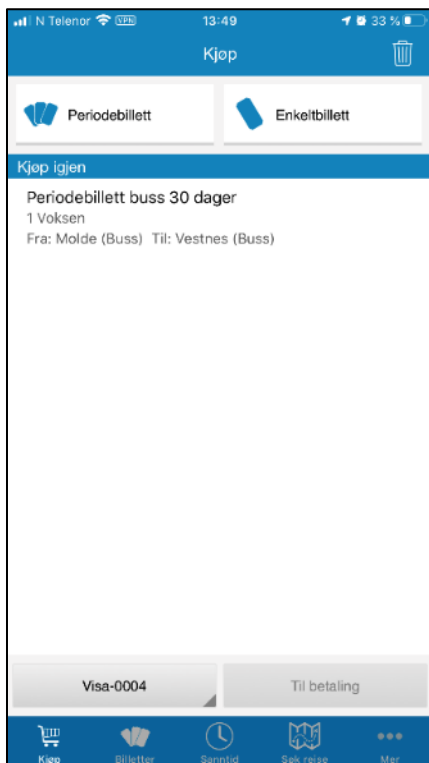 N Telenor VPN 13:49 33 %
Kjøp
Periodebillett Enkeltbillett
Kjøp igjen
Periodebillett buss 30 dager
1 Voksen
Fra: Molde (Buss) Til: Vestnes (Buss)
Visa-0004 Til betaling
Kjøp Billetter Sanntid Søk reise Mer